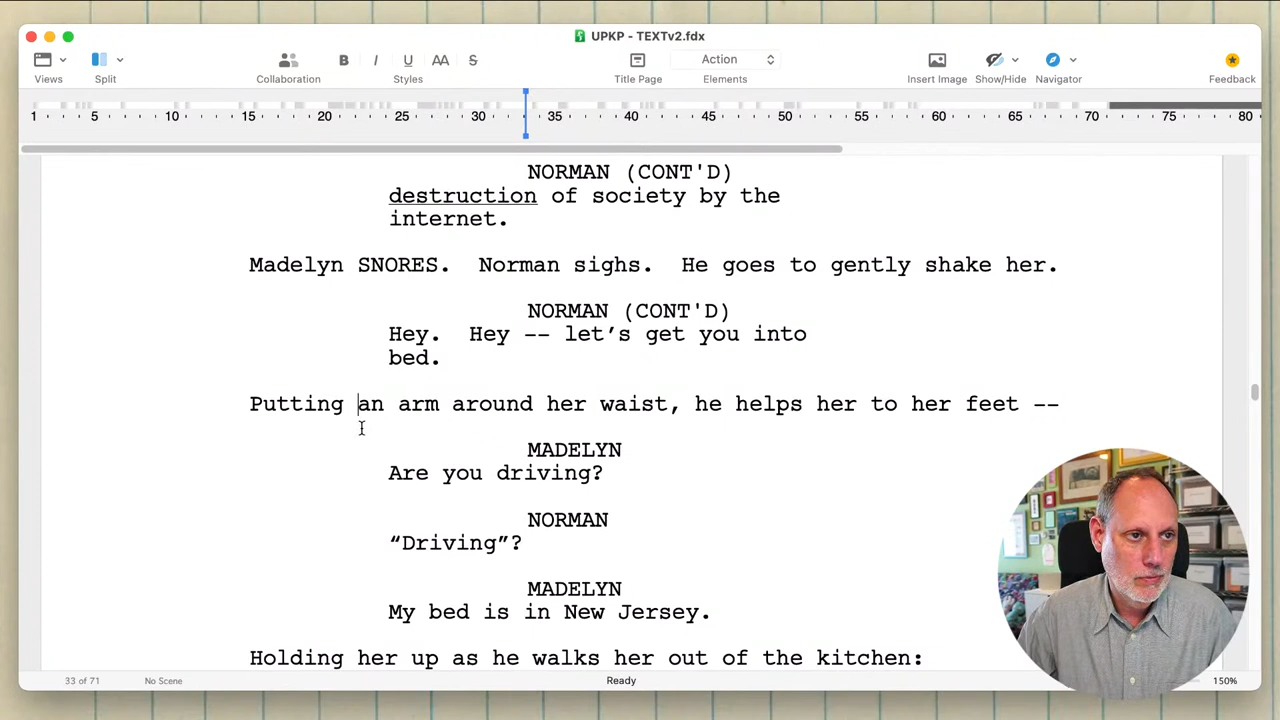 UPKP - TEXTv2.fdx
B I U AA S Action
Views Split Collaboration Styles Title Page Elements Insert Image Show/Hide Navigator Feedback
1 5 10 15 20 25 30 35 40 45 50 55 60 65 70 75 80
NORMAN (CONT'D)
destruction of society by the
internet.
Madelyn SNORES. Norman sighs. He goes to gently shake her.
NORMAN (CONT'D)
Hey. Hey -- let’s get you into
bed.
Putting an arm around her waist, he helps her to her feet --
MADELYN
Are you driving?
NORMAN
“Driving”?
MADELYN
My bed is in New Jersey.
Holding her up as he walks her out of the kitchen:
33 of 71 No Scene Ready 150%